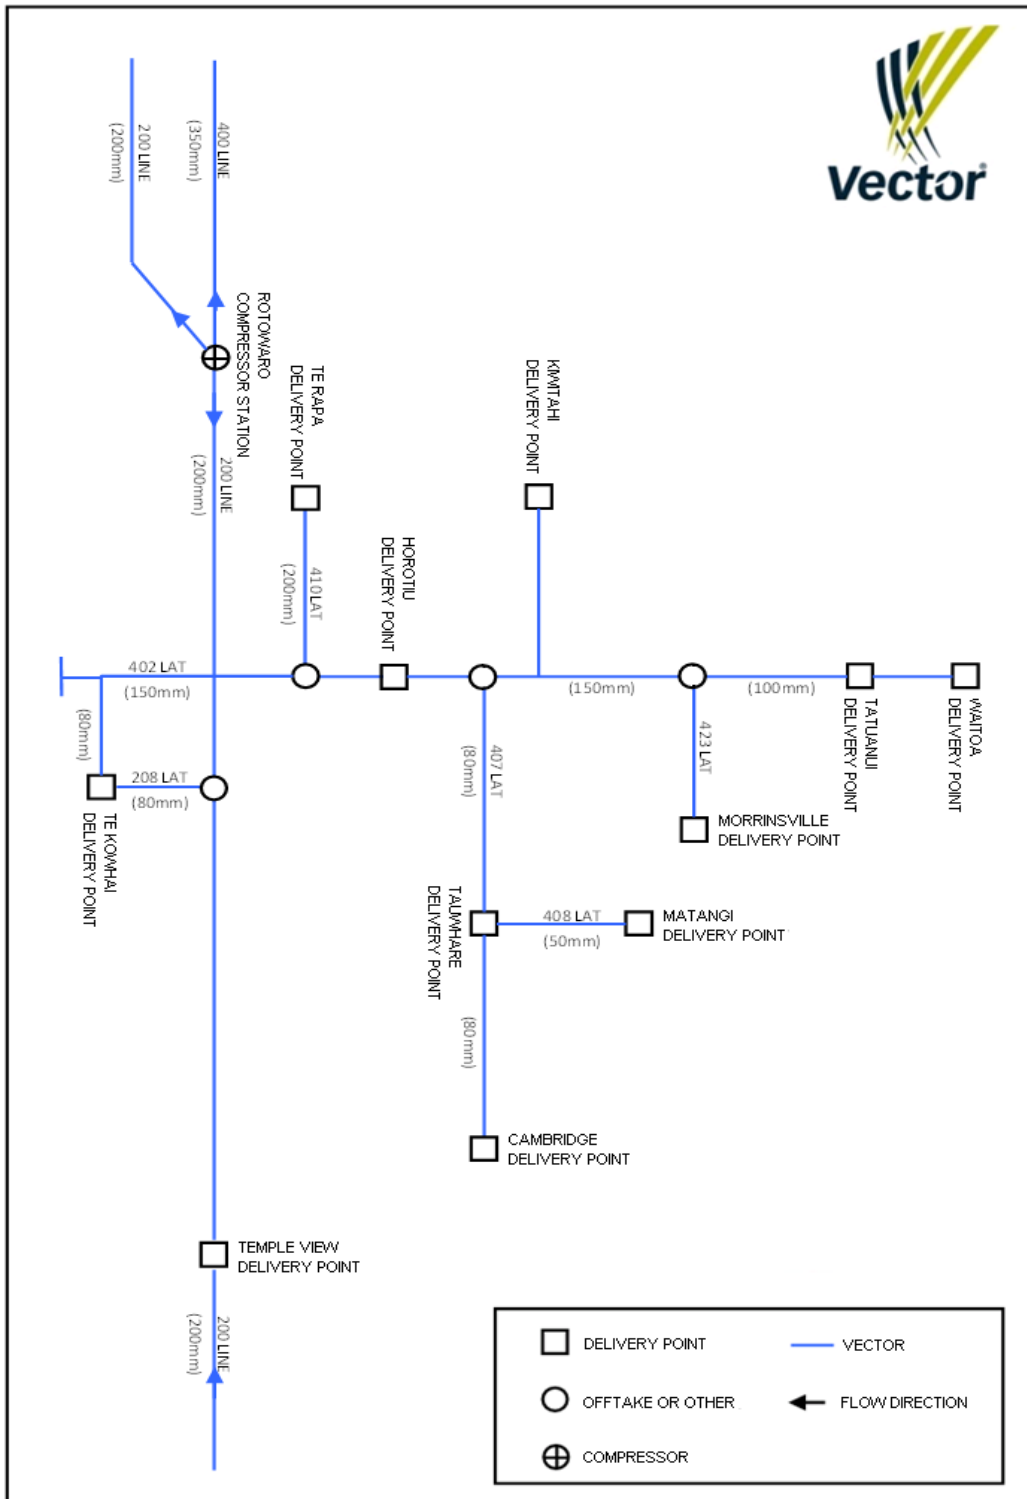 Vector
200 LINE
(200mm)
400 LINE
(350mm)
ROTOWARO
COMPRESSOR STATION
200 LINE
(200mm)
TE RAPA
DELIVERY POINT
KIWITAHI
DELIVERY POINT
410 LAT
(200mm)
HOROTIU
DELIVERY POINT
402 LAT
(150mm)
(150mm)
(100mm)
(80mm)
208 LAT
(80mm)
TE KOWHAI
DELIVERY POINT
407 LAT
(80mm)
423 LAT
TATUANUI
DELIVERY POINT
WAITOA
DELIVERY POINT
MORRINSVILLE
DELIVERY POINT
TAUWHARE
DELIVERY POINT
408 LAT
(50mm)
MATANGI
DELIVERY POINT
(80mm)
CAMBRIDGE
DELIVERY POINT
TEMPLE VIEW
DELIVERY POINT
200 LINE
(200mm)
DELIVERY POINT
VECTOR
OFFTAKE OR OTHER
FLOW DIRECTION
COMPRESSOR